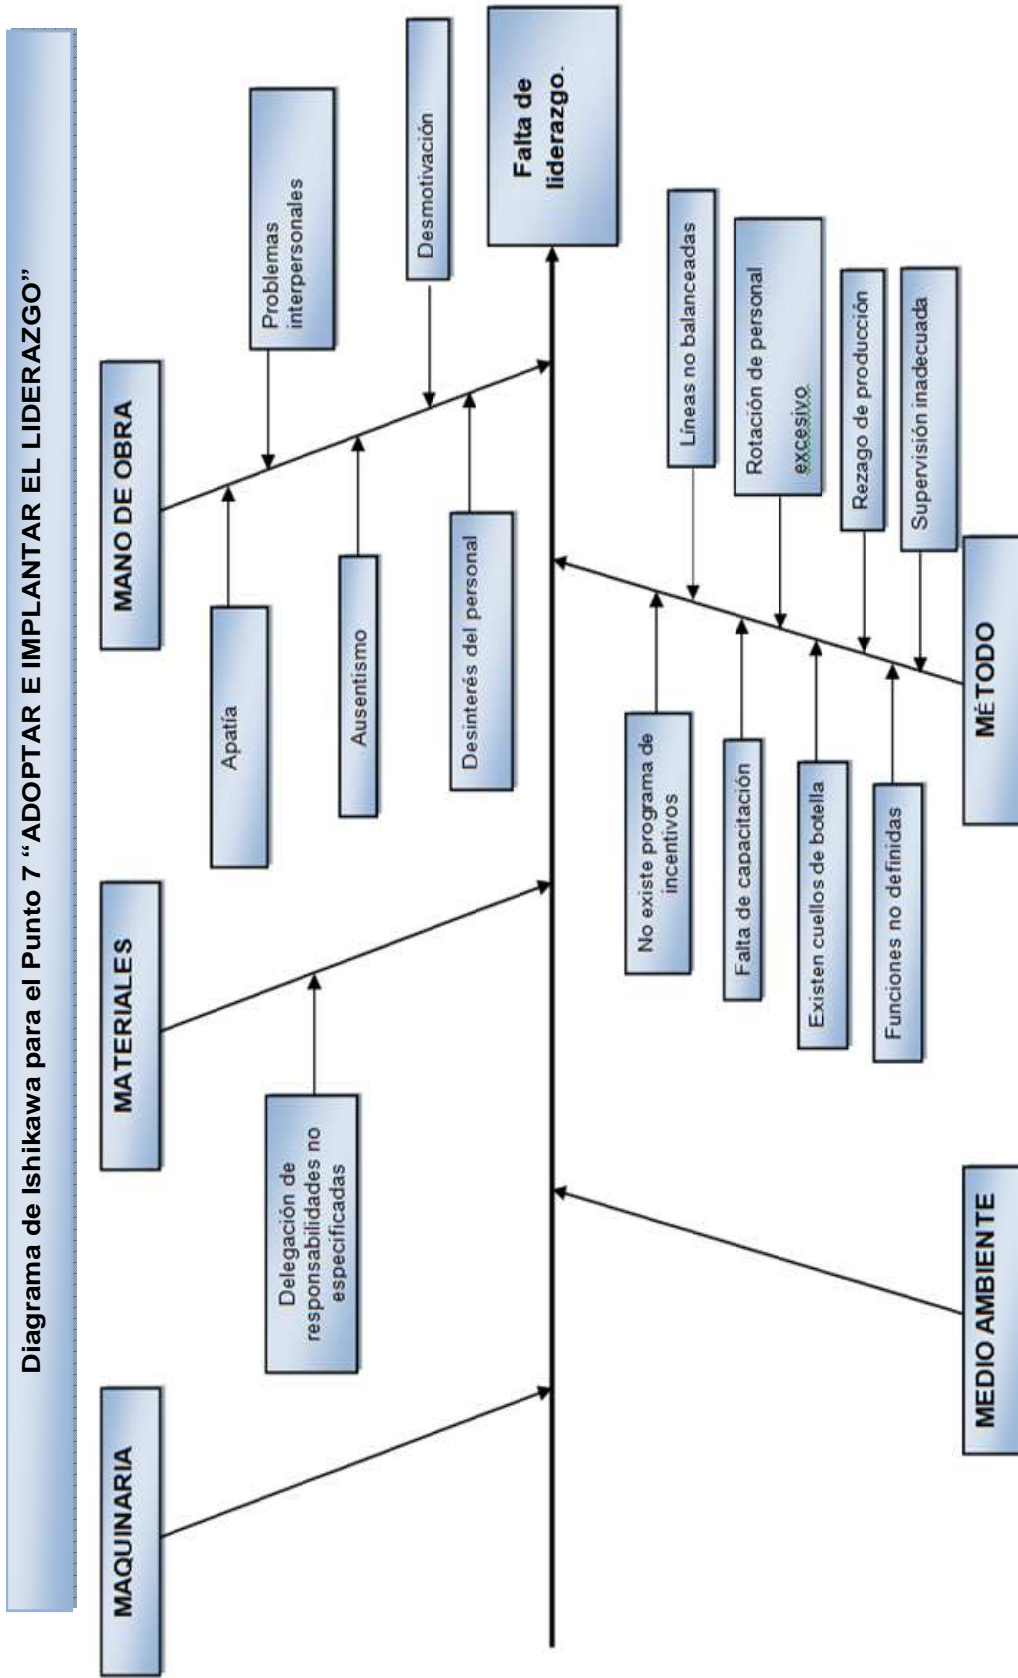 Diagrama de Ishikawa para el Punto 7 “ADOPTAR E IMPLANTAR EL LIDERAZGO”
MAQUINARIA
MATERIALES
MANO DE OBRA
Delegación de
responsabilidades no
especificadas
Apatía
Problemas
interpersonales
Ausentismo
Desmotivación
Desinterés del personal
Falta de
liderazgo.
No existe programa de
incentivos
Líneas no balanceadas
Falta de capacitación
Rotación de personal
excesivo
Existen cuellos de botella
Rezago de producción
Funciones no definidas
Supervisión inadecuada
MEDIO AMBIENTE
MÉTODO